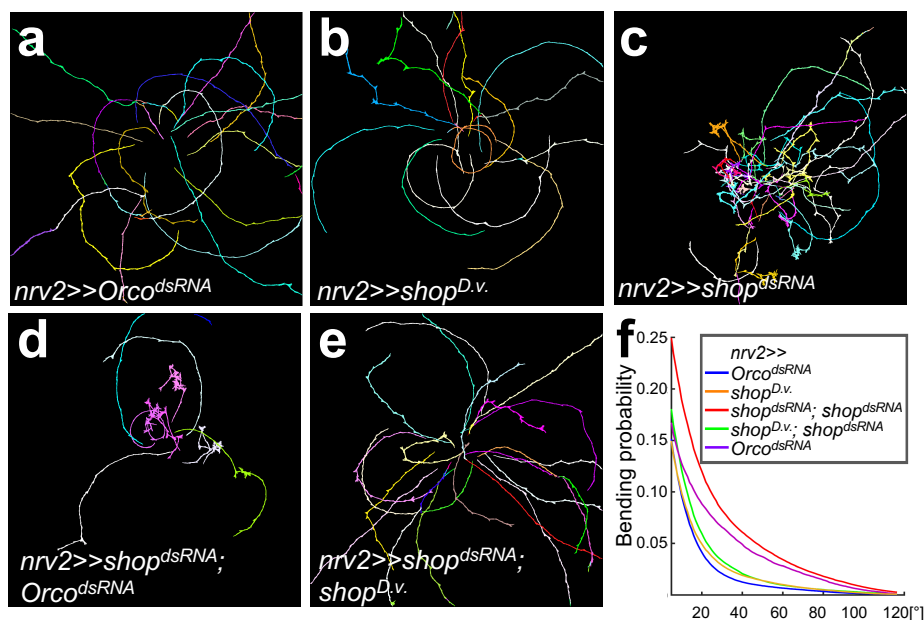 a
nrv2>>Orco^dsRNA
b
nrv2>>shop^D.v.
c
nrv2>>shop^dsRNA
d
nrv2>>shop^dsRNA;
Orco^dsRNA
e
nrv2>>shop^dsRNA;
shop^D.v.
f
Bending probability
0.25
0.20
0.15
0.10
0.05
20 40 60 80 100 120[°]
nrv2>>
Orco^dsRNA
shop^D.v.
shop^dsRNA; shop^dsRNA
shop^D.v.; shop^dsRNA
Orco^dsRNA